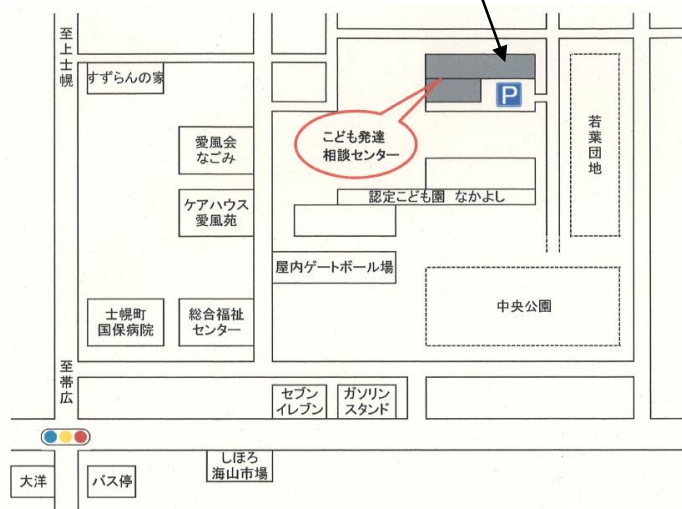 至上士幌
すずらんの家
P
こども発達
相談センター
若葉団地
愛風会
なごみ
ケアハウス
愛風苑
認定こども園 なかよし
屋内ゲートボール場
中央公園
士幌町
国保病院
総合福祉
センター
至帯広
セブン
イレブン
ガソリン
スタンド
しほろ
海山市場
大洋
バス停